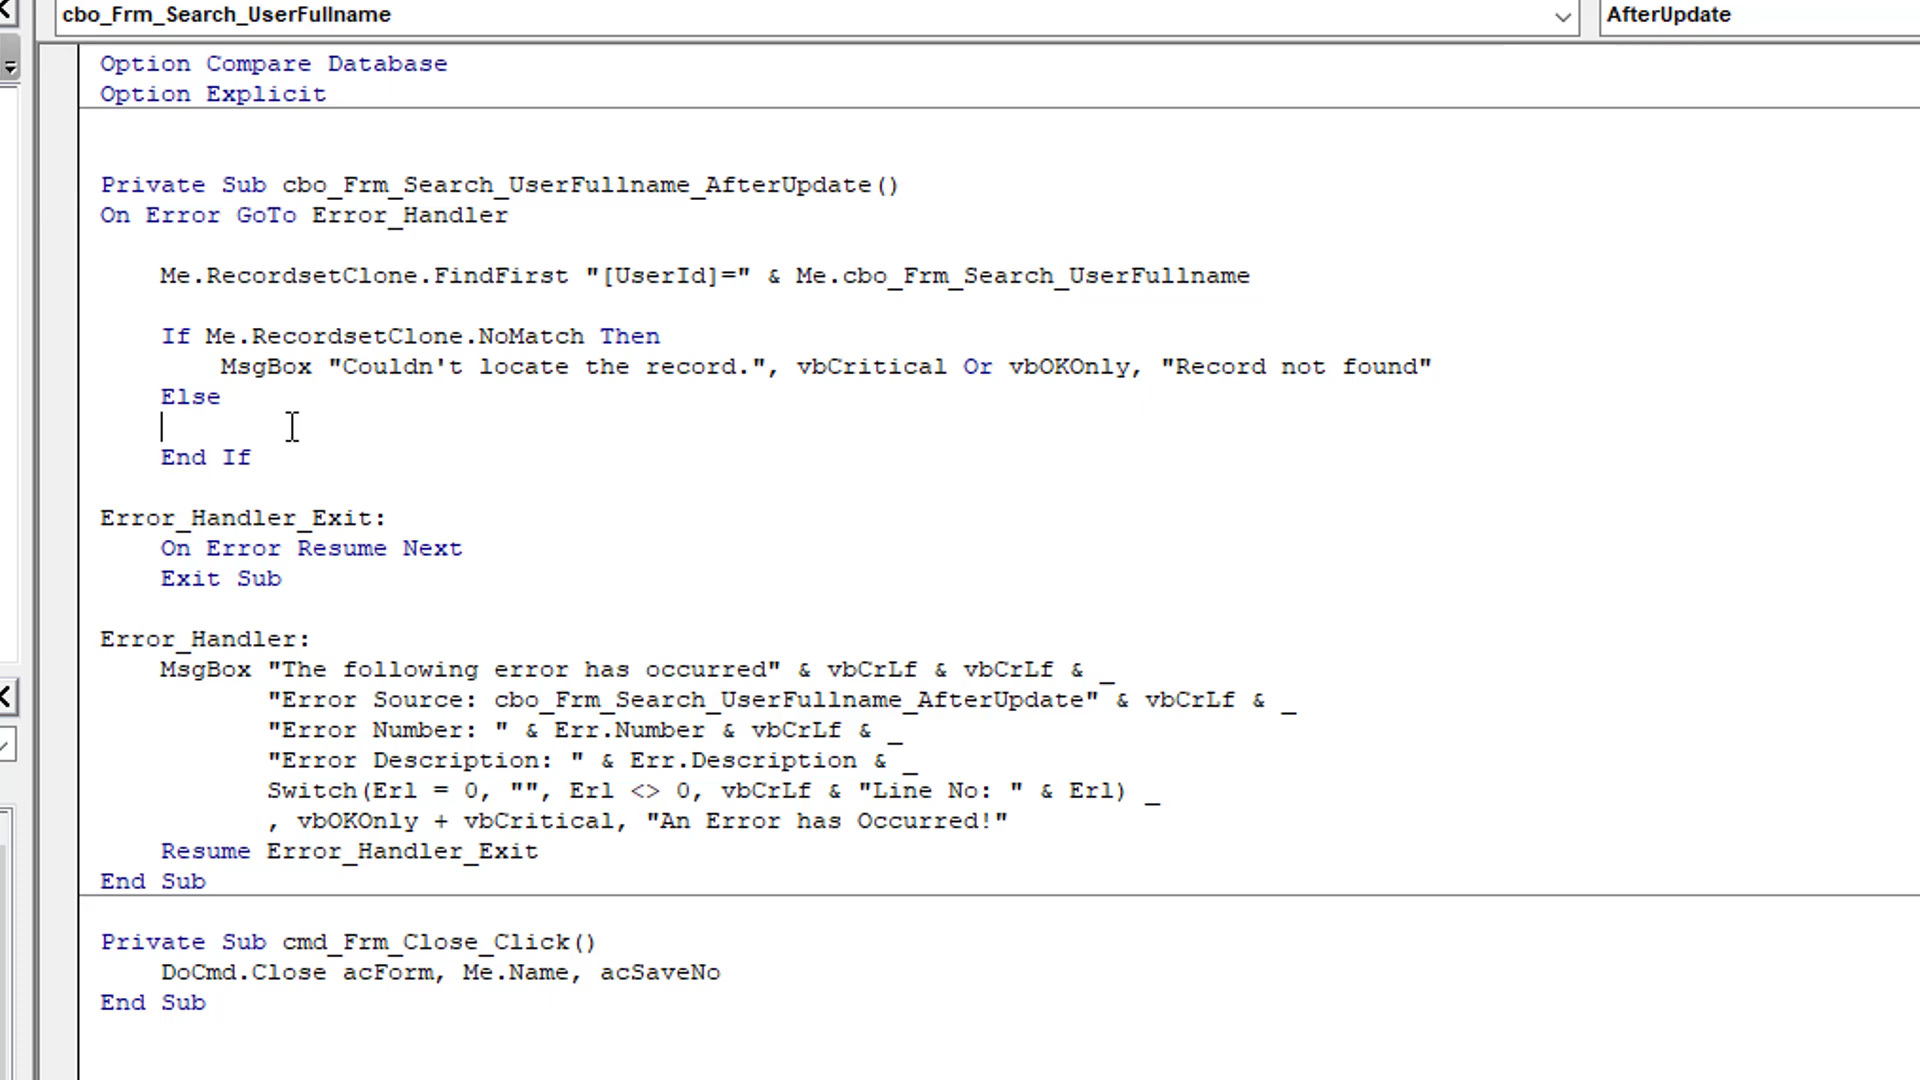 cbo_Frm_Search_UserFullname
AfterUpdate
Option Compare Database
Option Explicit
Private Sub cbo_Frm_Search_UserFullname_AfterUpdate()
On Error GoTo Error_Handler
    Me.RecordsetClone.FindFirst "[UserId]=" & Me.cbo_Frm_Search_UserFullname
    If Me.RecordsetClone.NoMatch Then
        MsgBox "Couldn't locate the record.", vbCritical Or vbOKOnly, "Record not found"
    Else
    End If
Error_Handler_Exit:
    On Error Resume Next
    Exit Sub
Error_Handler:
    MsgBox "The following error has occurred" & vbCrLf & vbCrLf & _
           "Error Source: cbo_Frm_Search_UserFullname_AfterUpdate" & vbCrLf & _
           "Error Number: " & Err.Number & vbCrLf & _
           "Error Description: " & Err.Description & _
           Switch(Erl = 0, "", Erl <> 0, vbCrLf & "Line No: " & Erl) _
           , vbOKOnly + vbCritical, "An Error has Occurred!"
    Resume Error_Handler_Exit
End Sub
Private Sub cmd_Frm_Close_Click()
    DoCmd.Close acForm, Me.Name, acSaveNo
End Sub